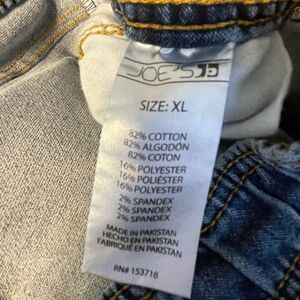 JOE'S
SIZE: XL
82% COTTON
82% ALGODÓN
82% COTON
16% POLYESTER
16% POLIÉSTER
16% POLYESTER
2% SPANDEX
2% SPANDEX
2% SPANDEX
MADE IN PAKISTAN
HECHO EN PAKISTAN
FABRIQUÉ EN PAKISTAN
RN# 153718